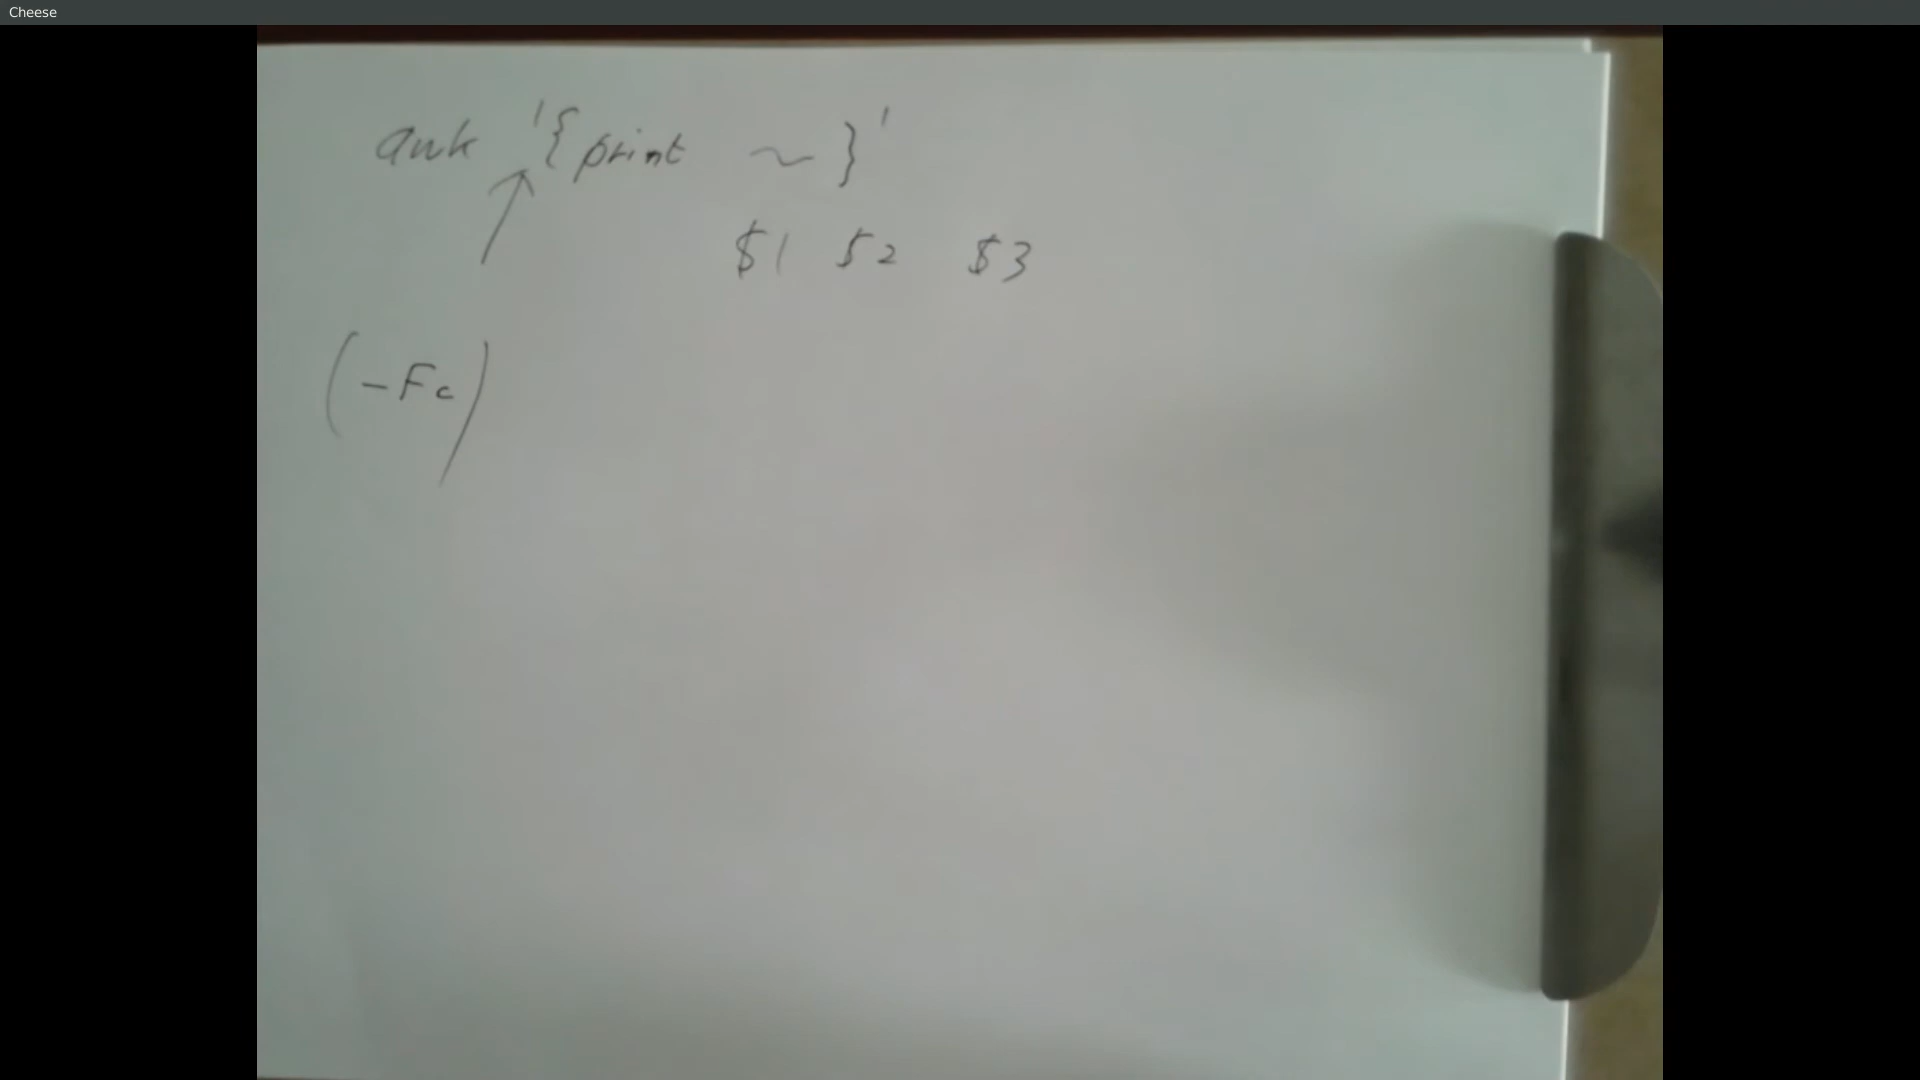 Cheese
awk '{print ~}'
$1 $2 $3
(-Fc)